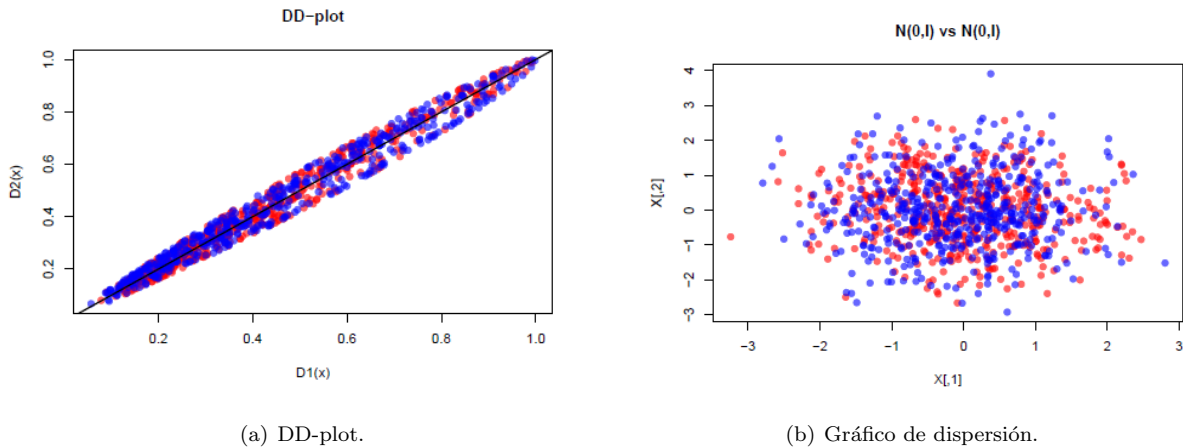 DD−plot
D2(x)
1.0
0.8
0.6
0.4
0.2
0.2 0.4 0.6 0.8 1.0
D1(x)
(a) DD-plot.
N(0,I) vs N(0,I)
X[,2]
4
3
2
1
0
−1
−2
−3
−3 −2 −1 0 1 2 3
X[,1]
(b) Gráfico de dispersión.